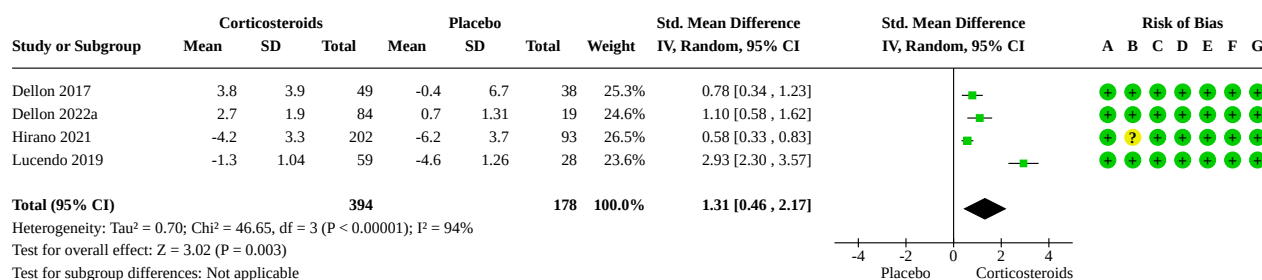 Corticosteroids Placebo Std. Mean Difference Std. Mean Difference Risk of Bias
Study or Subgroup Mean SD Total Mean SD Total Weight IV, Random, 95% CI IV, Random, 95% CI A B C D E F G
Dellon 2017 3.8 3.9 49 -0.4 6.7 38 25.3% 0.78 [0.34 , 1.23] + + + + + + +
Dellon 2022a 2.7 1.9 84 0.7 1.31 19 24.6% 1.10 [0.58 , 1.62] + + + + + + +
Hirano 2021 -4.2 3.3 202 -6.2 3.7 93 26.5% 0.58 [0.33 , 0.83] + ? + + + + +
Lucendo 2019 -1.3 1.04 59 -4.6 1.26 28 23.6% 2.93 [2.30 , 3.57] + + + + + + +
Total (95% CI) 394 178 100.0% 1.31 [0.46 , 2.17]
Heterogeneity: Tau² = 0.70; Chi² = 46.65, df = 3 (P < 0.00001); I² = 94%
Test for overall effect: Z = 3.02 (P = 0.003)
-4 -2 0 2 4
Test for subgroup differences: Not applicable Placebo Corticosteroids